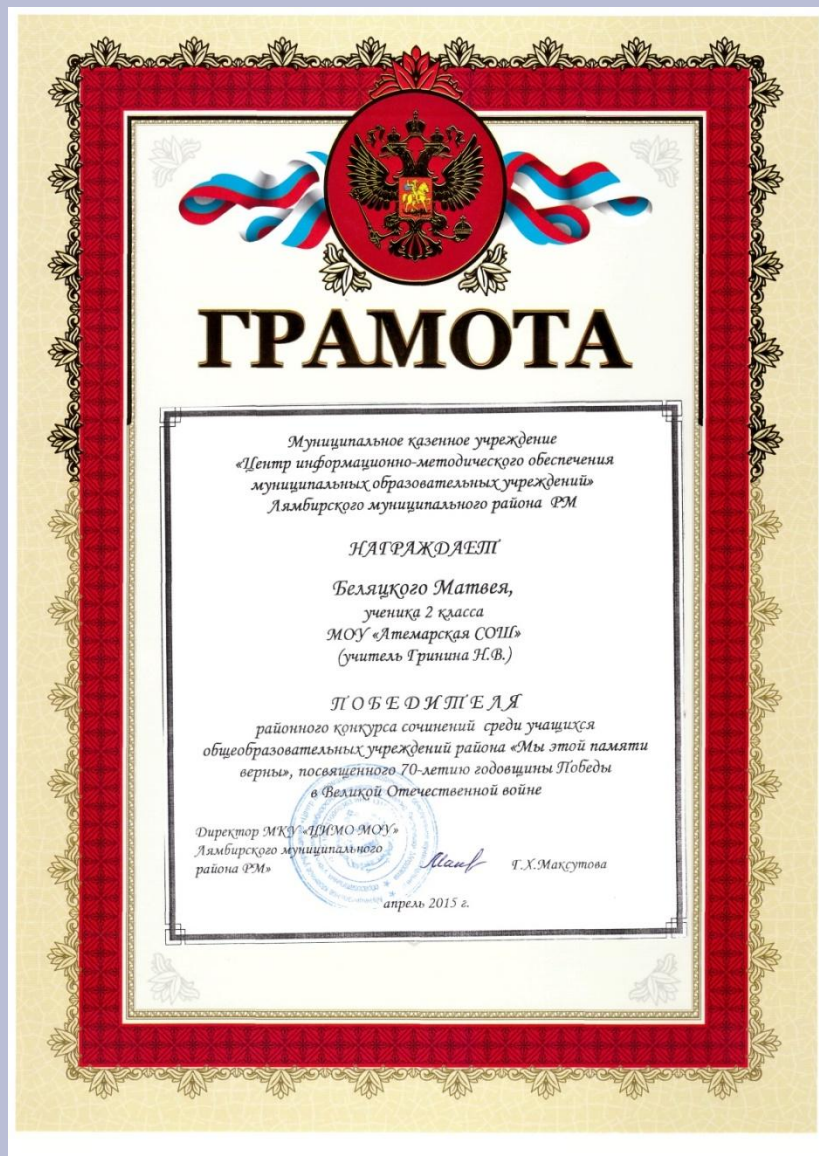 ГРАМОТА
Муниципальное казенное учреждение
«Центр информационно-методического обеспечения
муниципальных образовательных учреждений»
Лямбирского муниципального района РМ
НАГРАЖДАЕТ
Беляцкого Матвея,
ученика 2 класса
МОУ «Атемарская СОШ»
(учитель Гринина Н.В.)
ПОБЕДИТЕЛЯ
районного конкурса сочинений среди учащихся
общеобразовательных учреждений района «Мы этой памяти
верны», посвященного 70-летию годовщины Победы
в Великой Отечественной войне
Директор МКУ «ЦИМО МОУ»
Лямбирского муниципального
района РМ»
Г.Х.Максутова
апрель 2015 г.